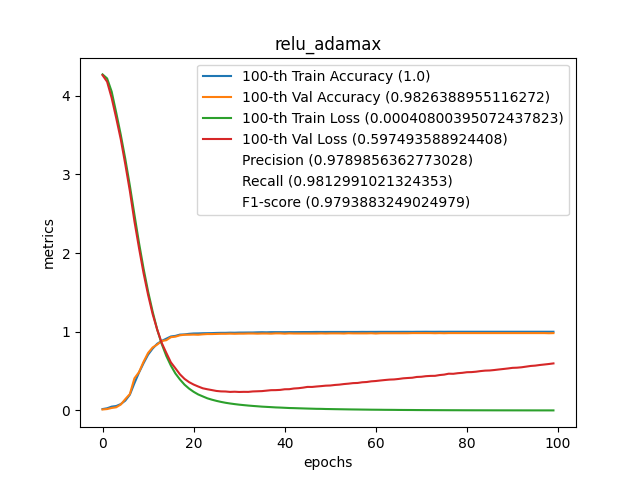 relu_adamax
100-th Train Accuracy (1.0)
100-th Val Accuracy (0.9826388955116272)
100-th Train Loss (0.00040800395072437823)
100-th Val Loss (0.597493588924408)
Precision (0.9789856362773028)
Recall (0.9812991021324353)
F1-score (0.9793883249024979)
metrics
4
3
2
1
0
0 20 40 60 80 100
epochs